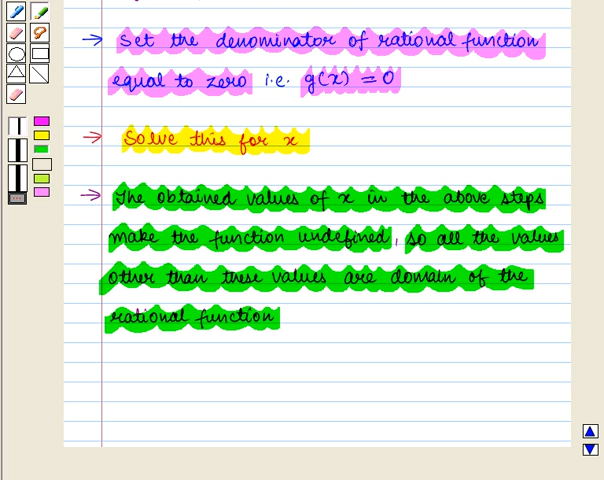 → Set the denominator of rational function
equal to zero i.e. g(x) = 0
→ Solve this for x
→ The obtained values of x in the above steps
make the function undefined, so all the values
other than these values are domain of the
rational function